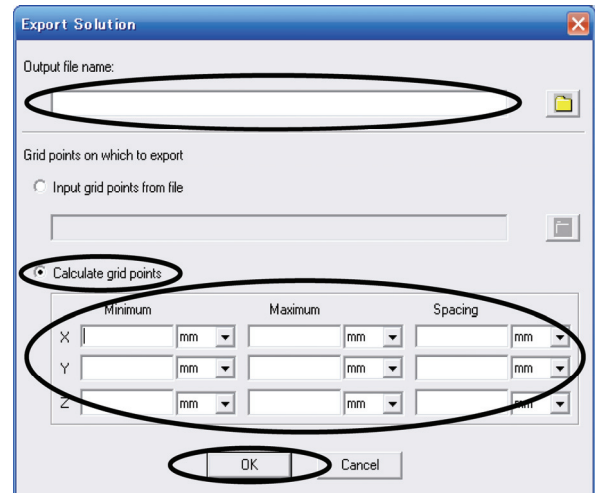 Export Solution
Output file name:
Grid points on which to export
Input grid points from file
Calculate grid points
Minimum Maximum Spacing
X mm mm mm
Y mm mm mm
Z mm mm mm
OK Cancel